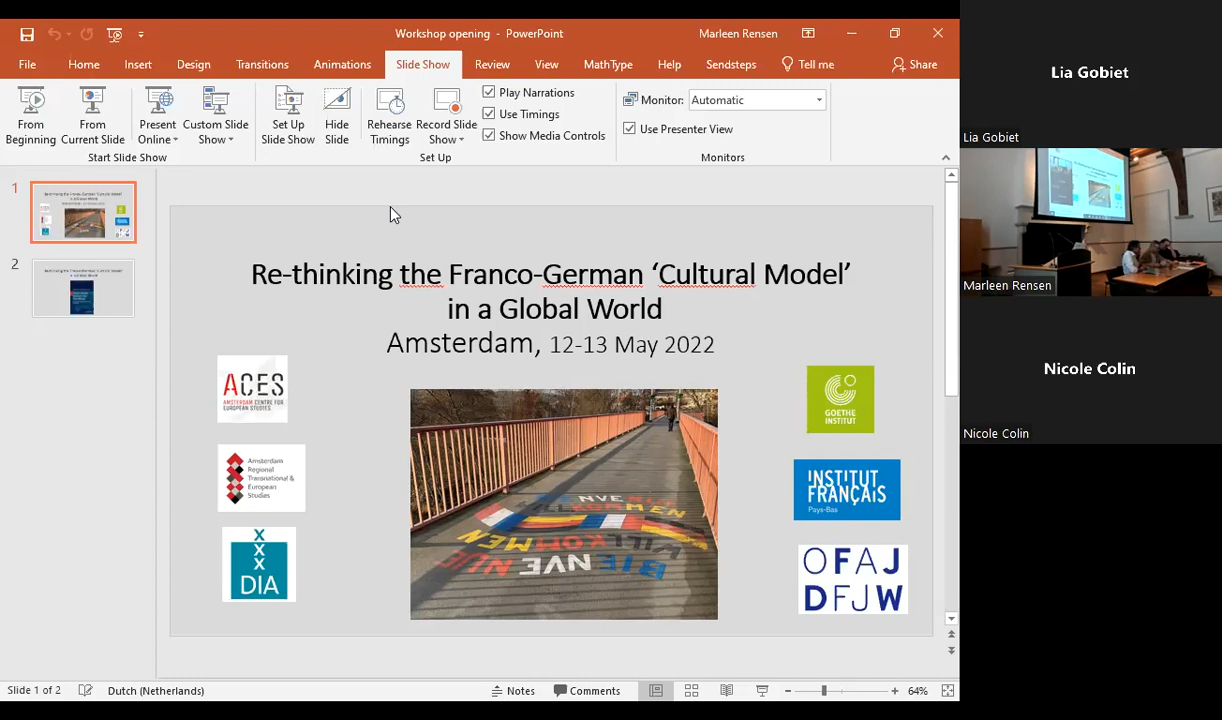 Workshop opening - PowerPoint
Marleen Rensen
File Home Insert Design Transitions Animations Slide Show Review View MathType Help Sendsteps Tell me Share
From Beginning
From Current Slide
Present Online
Custom Slide Show
Start Slide Show
Set Up Slide Show
Hide Slide
Rehearse Timings
Record Slide Show
Play Narrations
Use Timings
Show Media Controls
Set Up
Monitor: Automatic
Use Presenter View
Monitors
1
2
Re-thinking the Franco-German ‘Cultural Model’
in a Global World
Amsterdam, 12-13 May 2022
ACES
AMSTERDAM CENTRE FOR
EUROPEAN STUDIES
Amsterdam
Regional
Transnational &
European
Studies
X
X
X
DIA
WILLKOMMEN
BIENVENUE
GOETHE
INSTITUT
INSTITUT
FRANÇAIS
Pays-Bas
OFAJ
DFJW
Slide 1 of 2
Dutch (Netherlands)
Notes
Comments
64%
Lia Gobiet
Lia Gobiet
Marleen Rensen
Nicole Colin
Nicole Colin